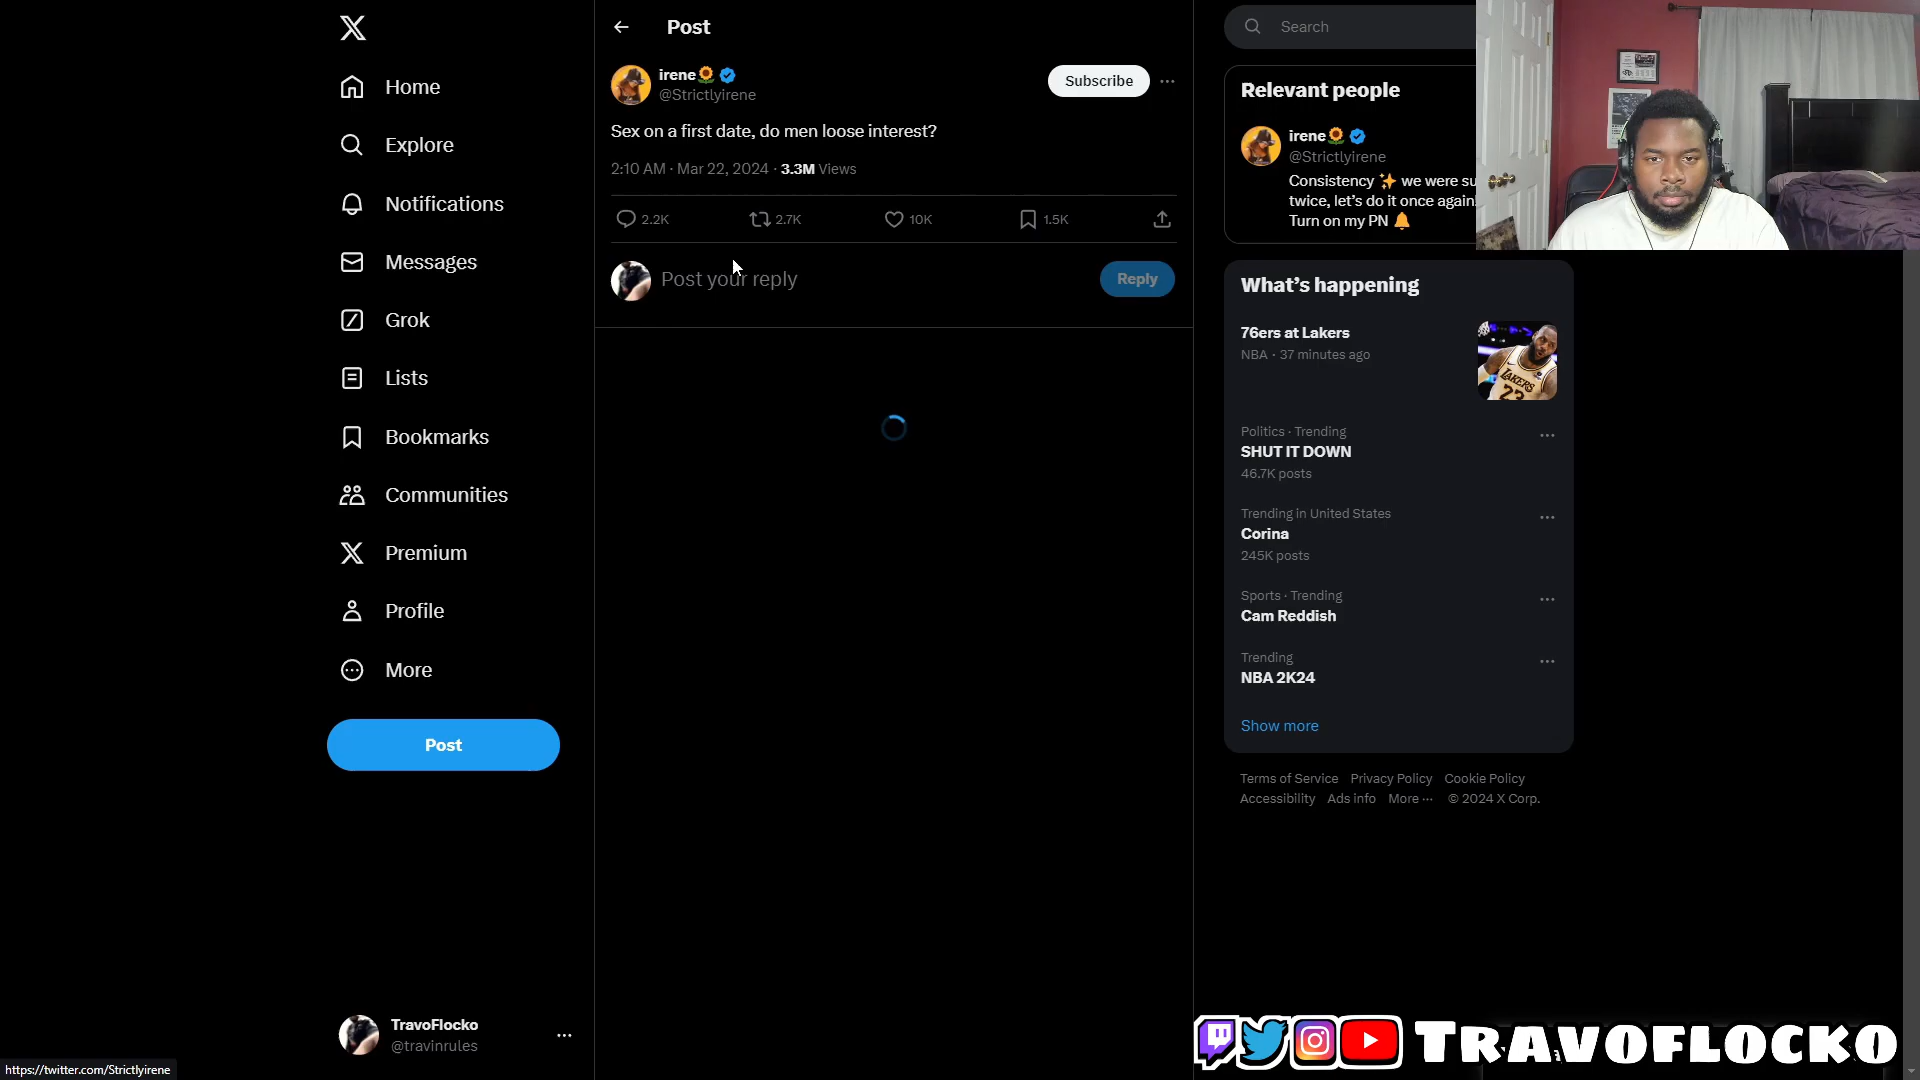 Home
Explore
Notifications
Messages
Grok
Lists
Bookmarks
Communities
Premium
Profile
More
Post
TravoFlocko
@travinrules
https://twitter.com/Strictlyirene
Post
irene🌻
@Strictlyirene
Subscribe
Sex on a first date, do men loose interest?
2:10 AM · Mar 22, 2024 · 3.3M Views
2.2K 2.7K 10K 1.5K
Post your reply
Reply
Search
Relevant people
irene🌻
@Strictlyirene
Consistency ✨ we were su
twice, let's do it once again
Turn on my PN 🔔
What's happening
76ers at Lakers
NBA · 37 minutes ago
LAKERS
23
Politics · Trending
SHUT IT DOWN
46.7K posts
Trending in United States
Corina
245K posts
Sports · Trending
Cam Reddish
Trending
NBA 2K24
Show more
Terms of Service Privacy Policy Cookie Policy
Accessibility Ads info More ··· © 2024 X Corp.
TRAVOFLOCKO